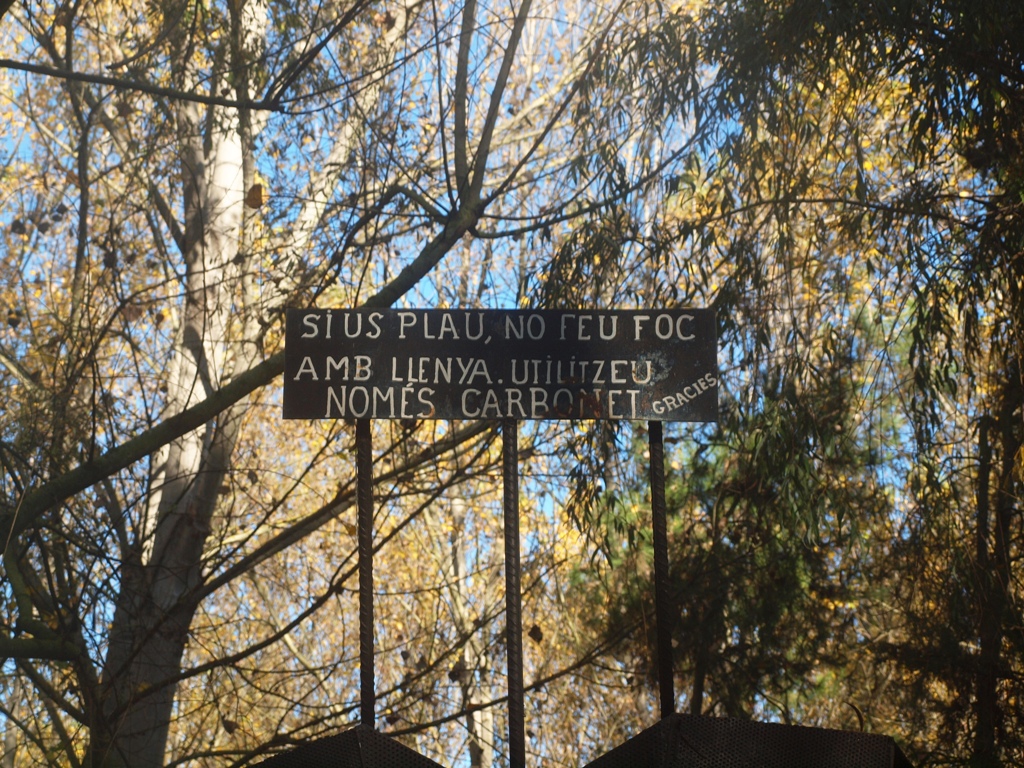 Si US PLAU, NO FEU FOC
AMB LLENYA. UTiLiTZEU
NOMÉS CARBONET GRACIES